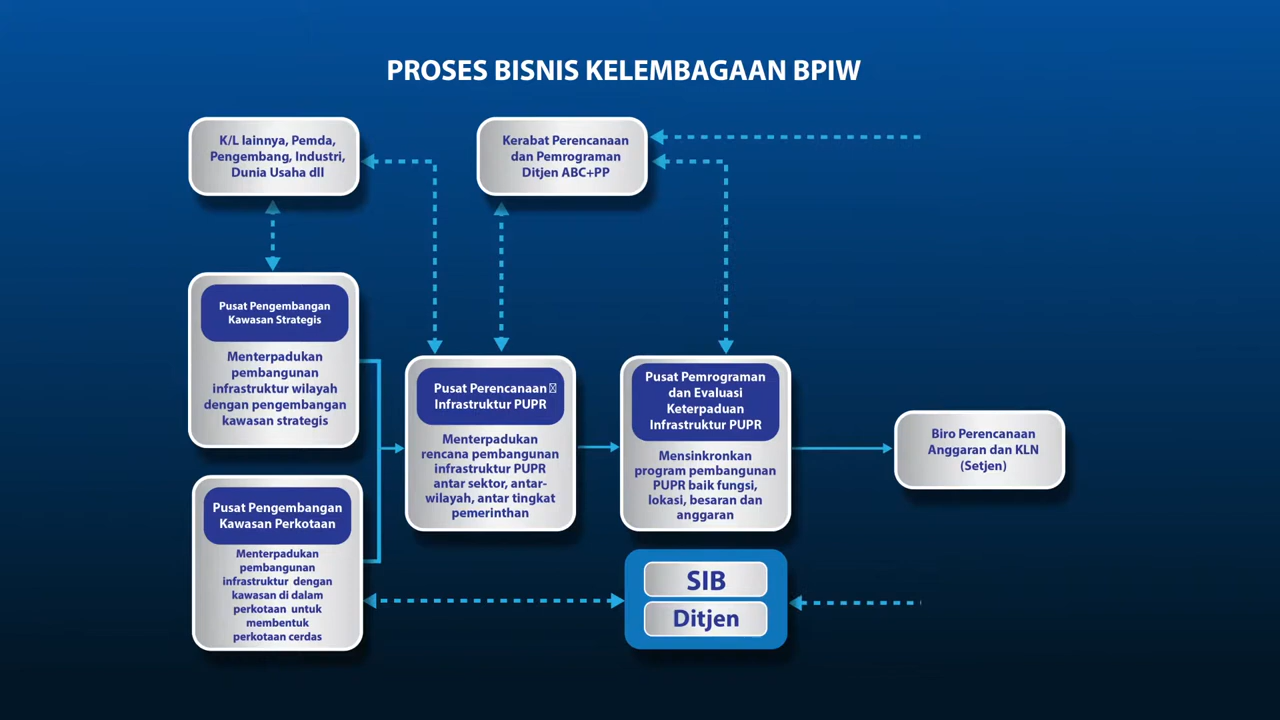 PROSES BISNIS KELEMBAGAAN BPIW
K/L lainnya, Pemda,
Pengembang, Industri,
Dunia Usaha dll
Kerabat Perencanaan
dan Pemrograman
Ditjen ABC+PP
Pusat Pengembangan
Kawasan Strategis
Menterpadukan
pembangunan
infrastruktur wilayah
dengan pengembangan
kawasan strategis
Pusat Pengembangan
Kawasan Perkotaan
Menterpadukan
pembangunan
infrastruktur dengan
kawasan di dalam
perkotaan untuk
membentuk
perkotaan cerdas
Pusat Perencanaan
Infrastruktur PUPR
Menterpadukan
rencana pembangunan
infrastruktur PUPR
antar sektor, antar-
wilayah, antar tingkat
pemerinthan
Pusat Pemrograman
dan Evaluasi
Keterpaduan
Infrastruktur PUPR
Mensinkronkan
program pembangunan
PUPR baik fungsi,
lokasi, besaran dan
anggaran
SIB
Ditjen
Biro Perencanaan
Anggaran dan KLN
(Setjen)